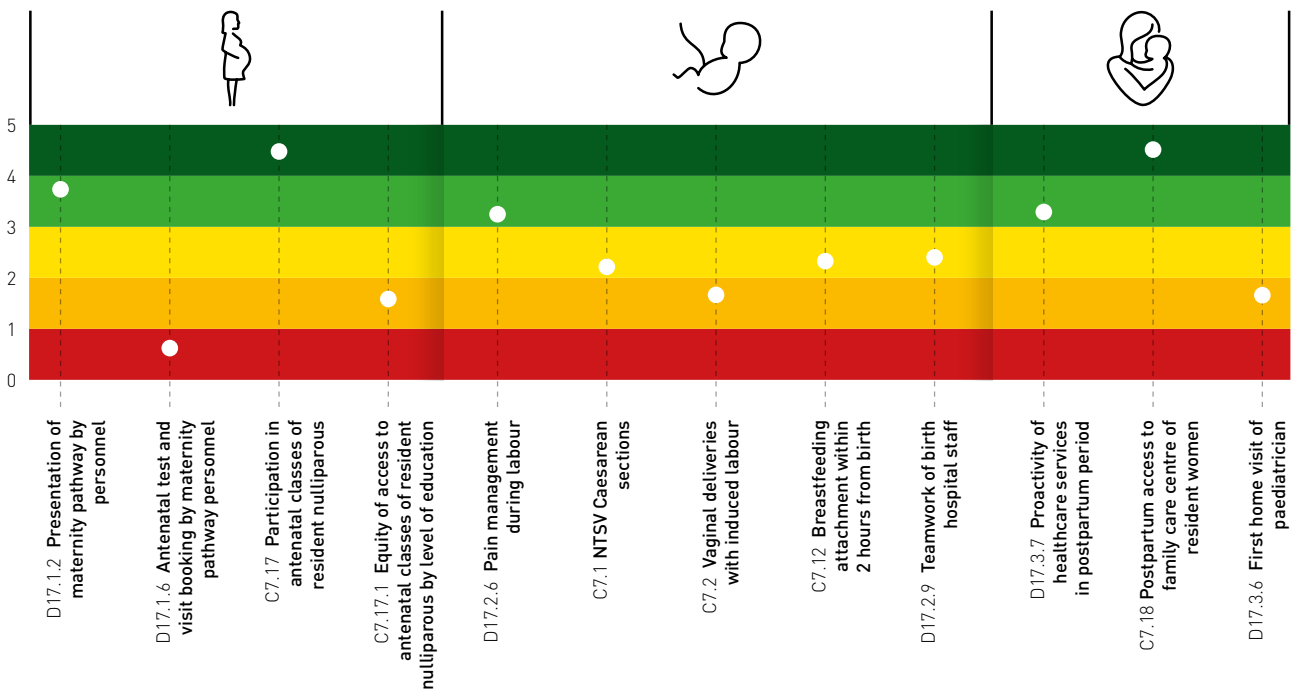 5
4
3
2
1
0
D17.1.2 Presentation of
maternity pathway by
personnel
D17.1.6 Antenatal test and
visit booking by maternity
pathway personnel
C7.17 Participation in
antenatal classes of
resident nulliparous
C7.17.1 Equity of access to
antenatal classes of resident
nulliparous by level of education
D17.2.6 Pain management
during labour
C7.1 NTSV Caesarean
sections
C7.2 Vaginal deliveries
with induced labour
C7.12 Breastfeeding
attachment within
2 hours from birth
D17.2.9 Teamwork of birth
hospital staff
D17.3.7 Proactivity of
healthcare services
in postpartum period
C7.18 Postpartum access to
family care centre of
resident women
D17.3.6 First home visit of
paediatrician